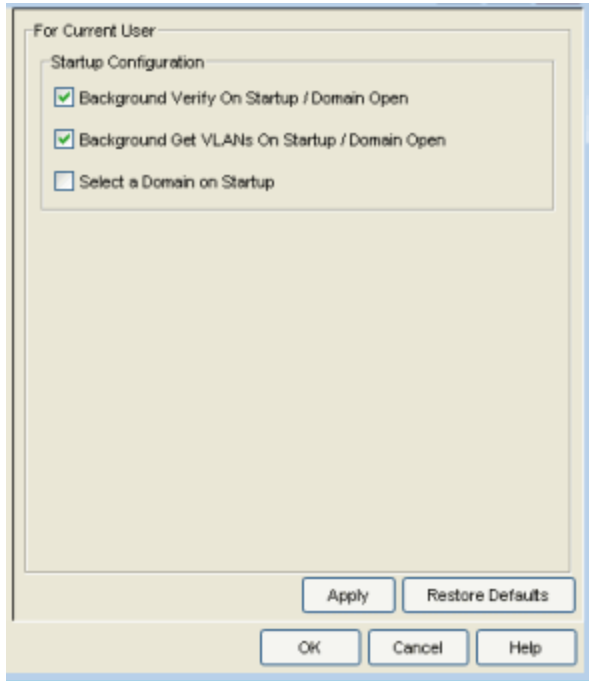 For Current User
Startup Configuration
Background Verify On Startup / Domain Open
Background Get VLANs On Startup / Domain Open
Select a Domain on Startup
Apply
Restore Defaults
OK
Cancel
Help